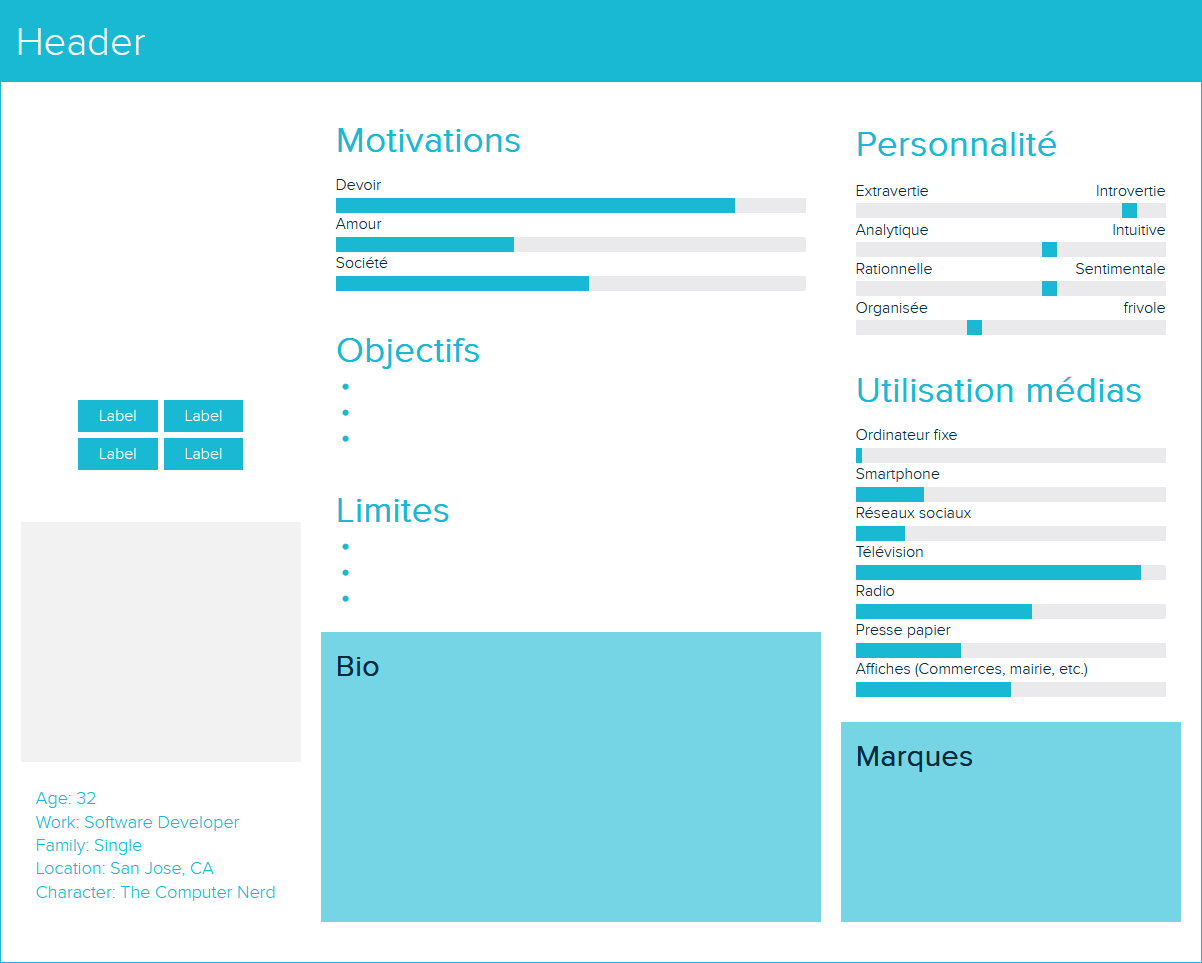 Header
Label Label
Label Label
Age: 32
Work: Software Developer
Family: Single
Location: San Jose, CA
Character: The Computer Nerd
Motivations
Devoir
Amour
Société
Objectifs
Limites
Bio
Personnalité
Extravertie Introvertie
Analytique Intuitive
Rationnelle Sentimentale
Organisée frivole
Utilisation médias
Ordinateur fixe
Smartphone
Réseaux sociaux
Télévision
Radio
Presse papier
Affiches (Commerces, mairie, etc.)
Marques